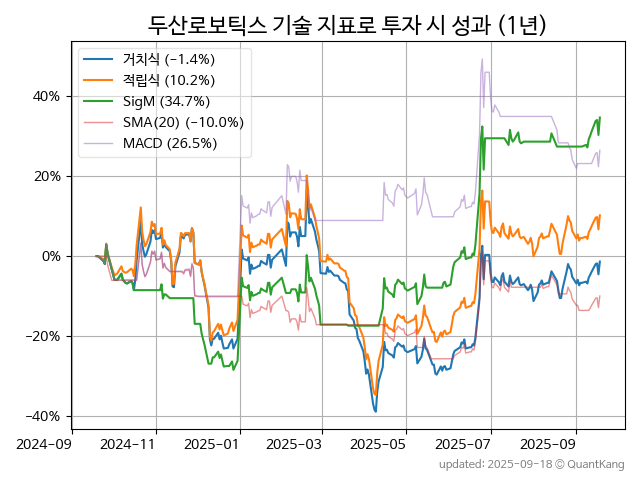 두산로보틱스 기술 지표로 투자 시 성과 (1년)
거치식 (-1.4%)
적립식 (10.2%)
SigM (34.7%)
SMA(20) (-10.0%)
MACD (26.5%)
40%
20%
0%
−20%
−40%
2024-09 2024-11 2025-01 2025-03 2025-05 2025-07 2025-09
updated: 2025-09-18 © QuantKang